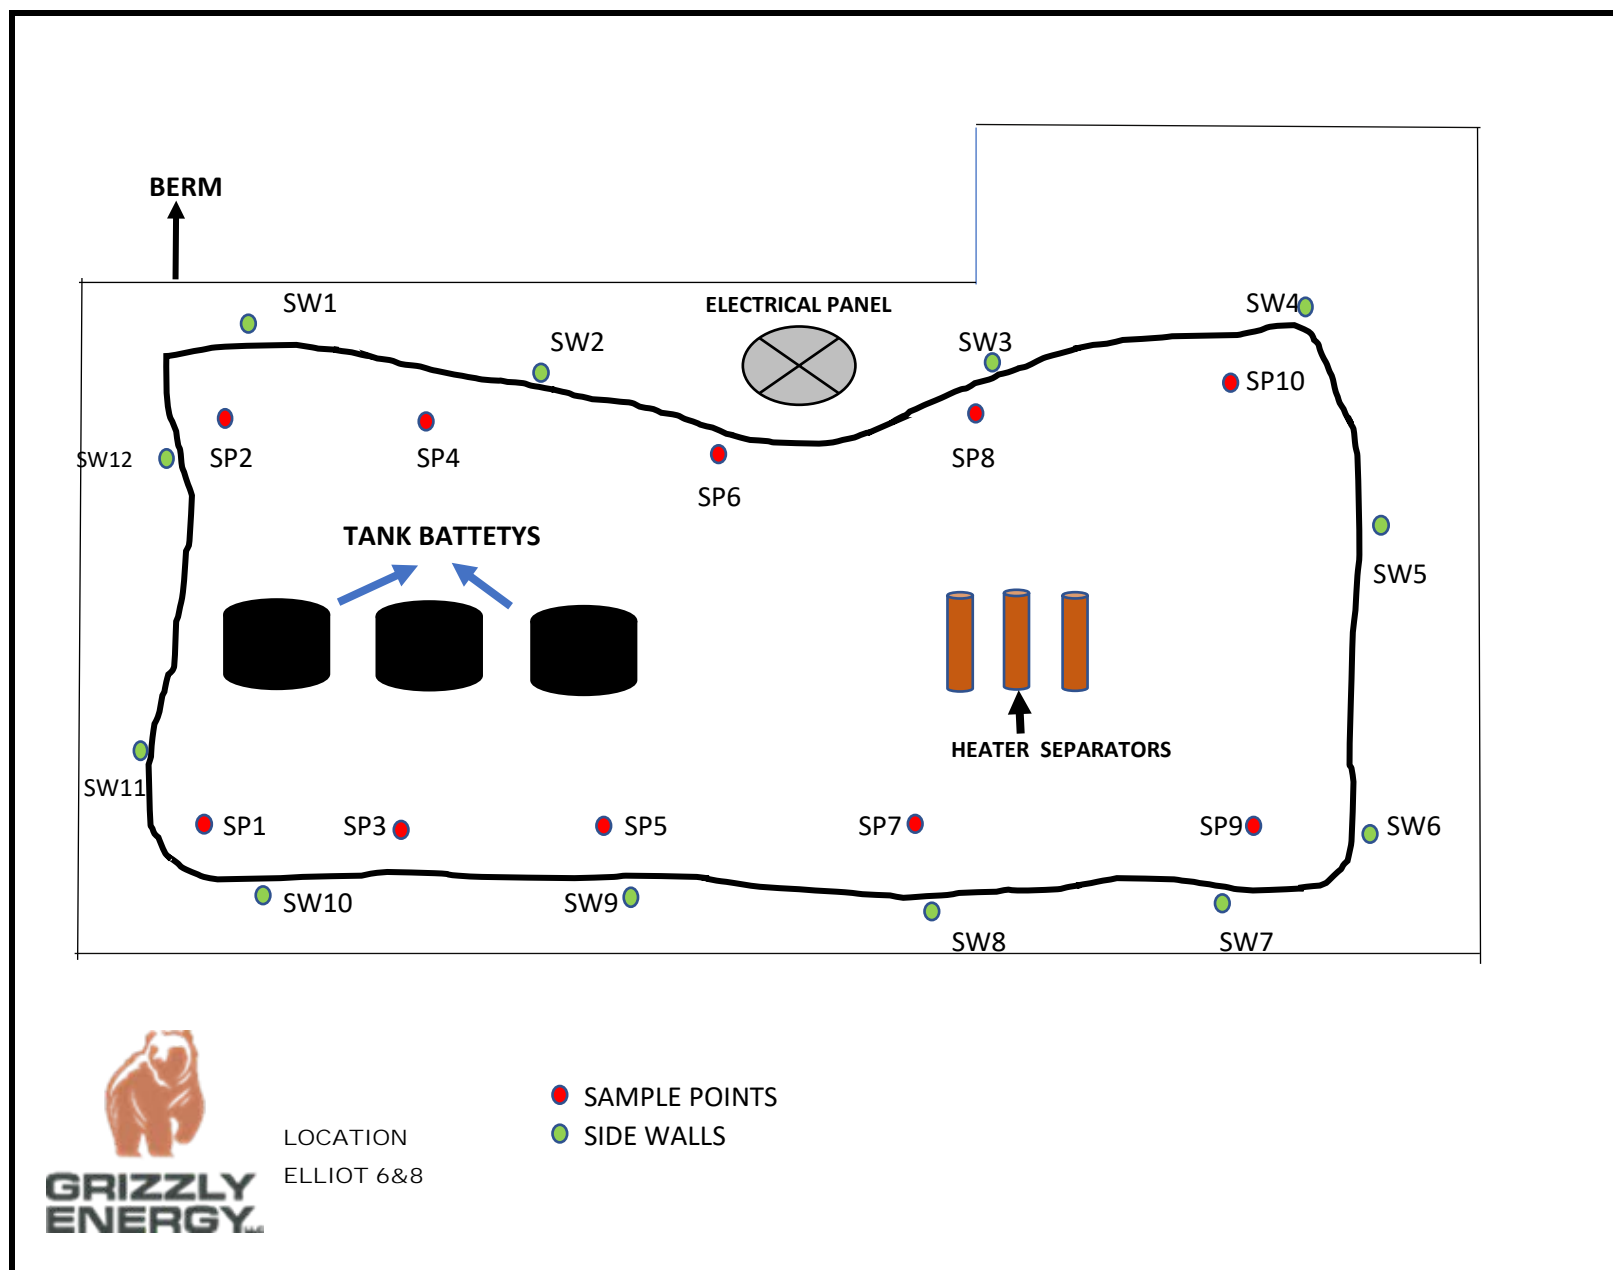 BERM
SW1
ELECTRICAL PANEL
SW4
SW2
SW3
SP10
SW12
SP2
SP4
SP8
SP6
TANK BATTETYS
SW5
HEATER SEPARATORS
SW11
SP1
SP3
SP5
SP7
SP9
SW6
SW10
SW9
SW8
SW7
SAMPLE POINTS
LOCATION
SIDE WALLS
ELLIOT 6&8
GRIZZLY
ENERGY LLC